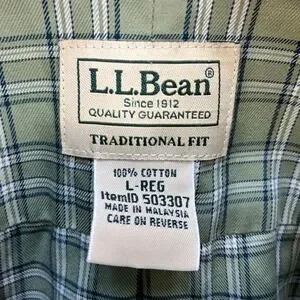 L.L.Bean®
Since 1912
QUALITY GUARANTEED
TRADITIONAL FIT
100% COTTON
L-REG
ItemID 503307
MADE IN MALAYSIA
CARE ON REVERSE